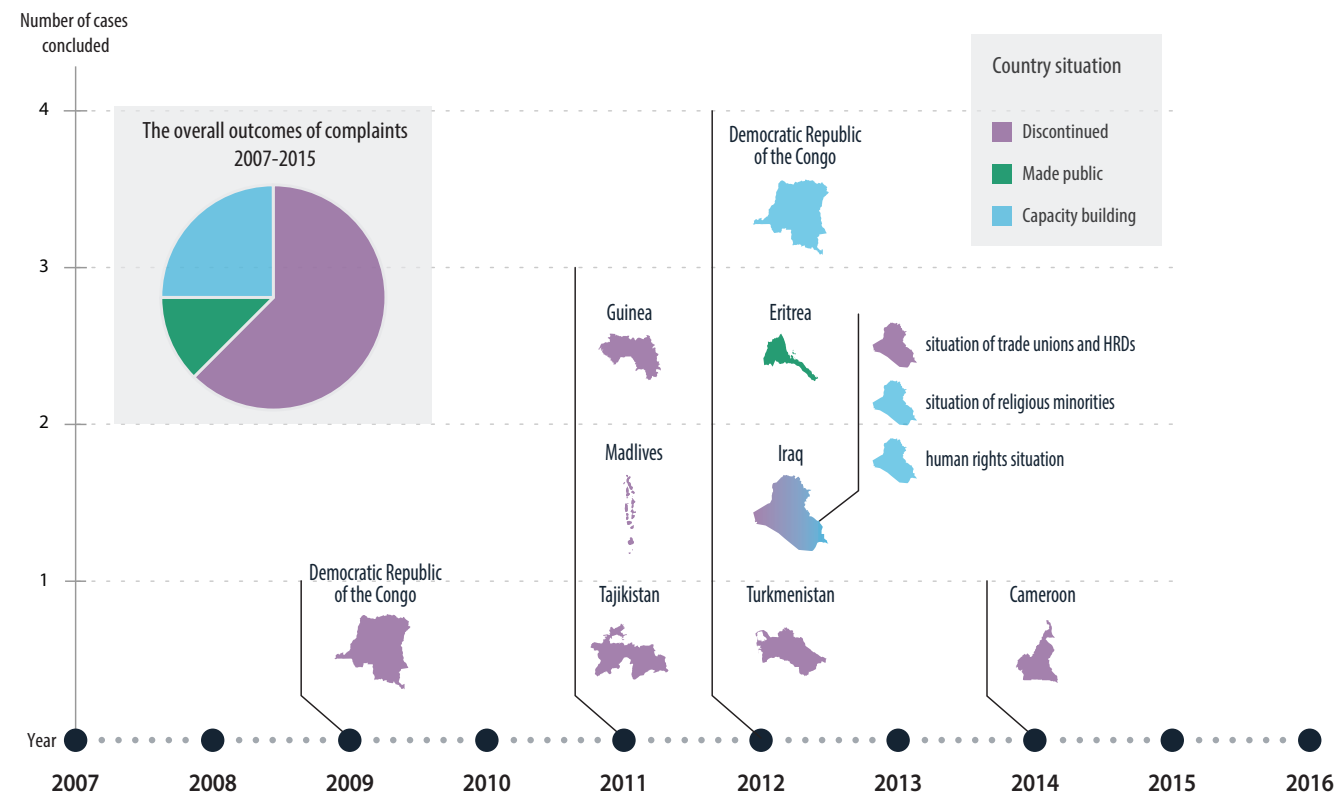 Number of cases
concluded
4
3
2
1
The overall outcomes of complaints
2007-2015
Country situation
Discontinued
Made public
Capacity building
Democratic Republic
of the Congo
Guinea
Eritrea
situation of trade unions and HRDs
situation of religious minorities
human rights situation
Madlives
Iraq
Democratic Republic
of the Congo
Tajikistan
Turkmenistan
Cameroon
Year
2007
2008
2009
2010
2011
2012
2013
2014
2015
2016